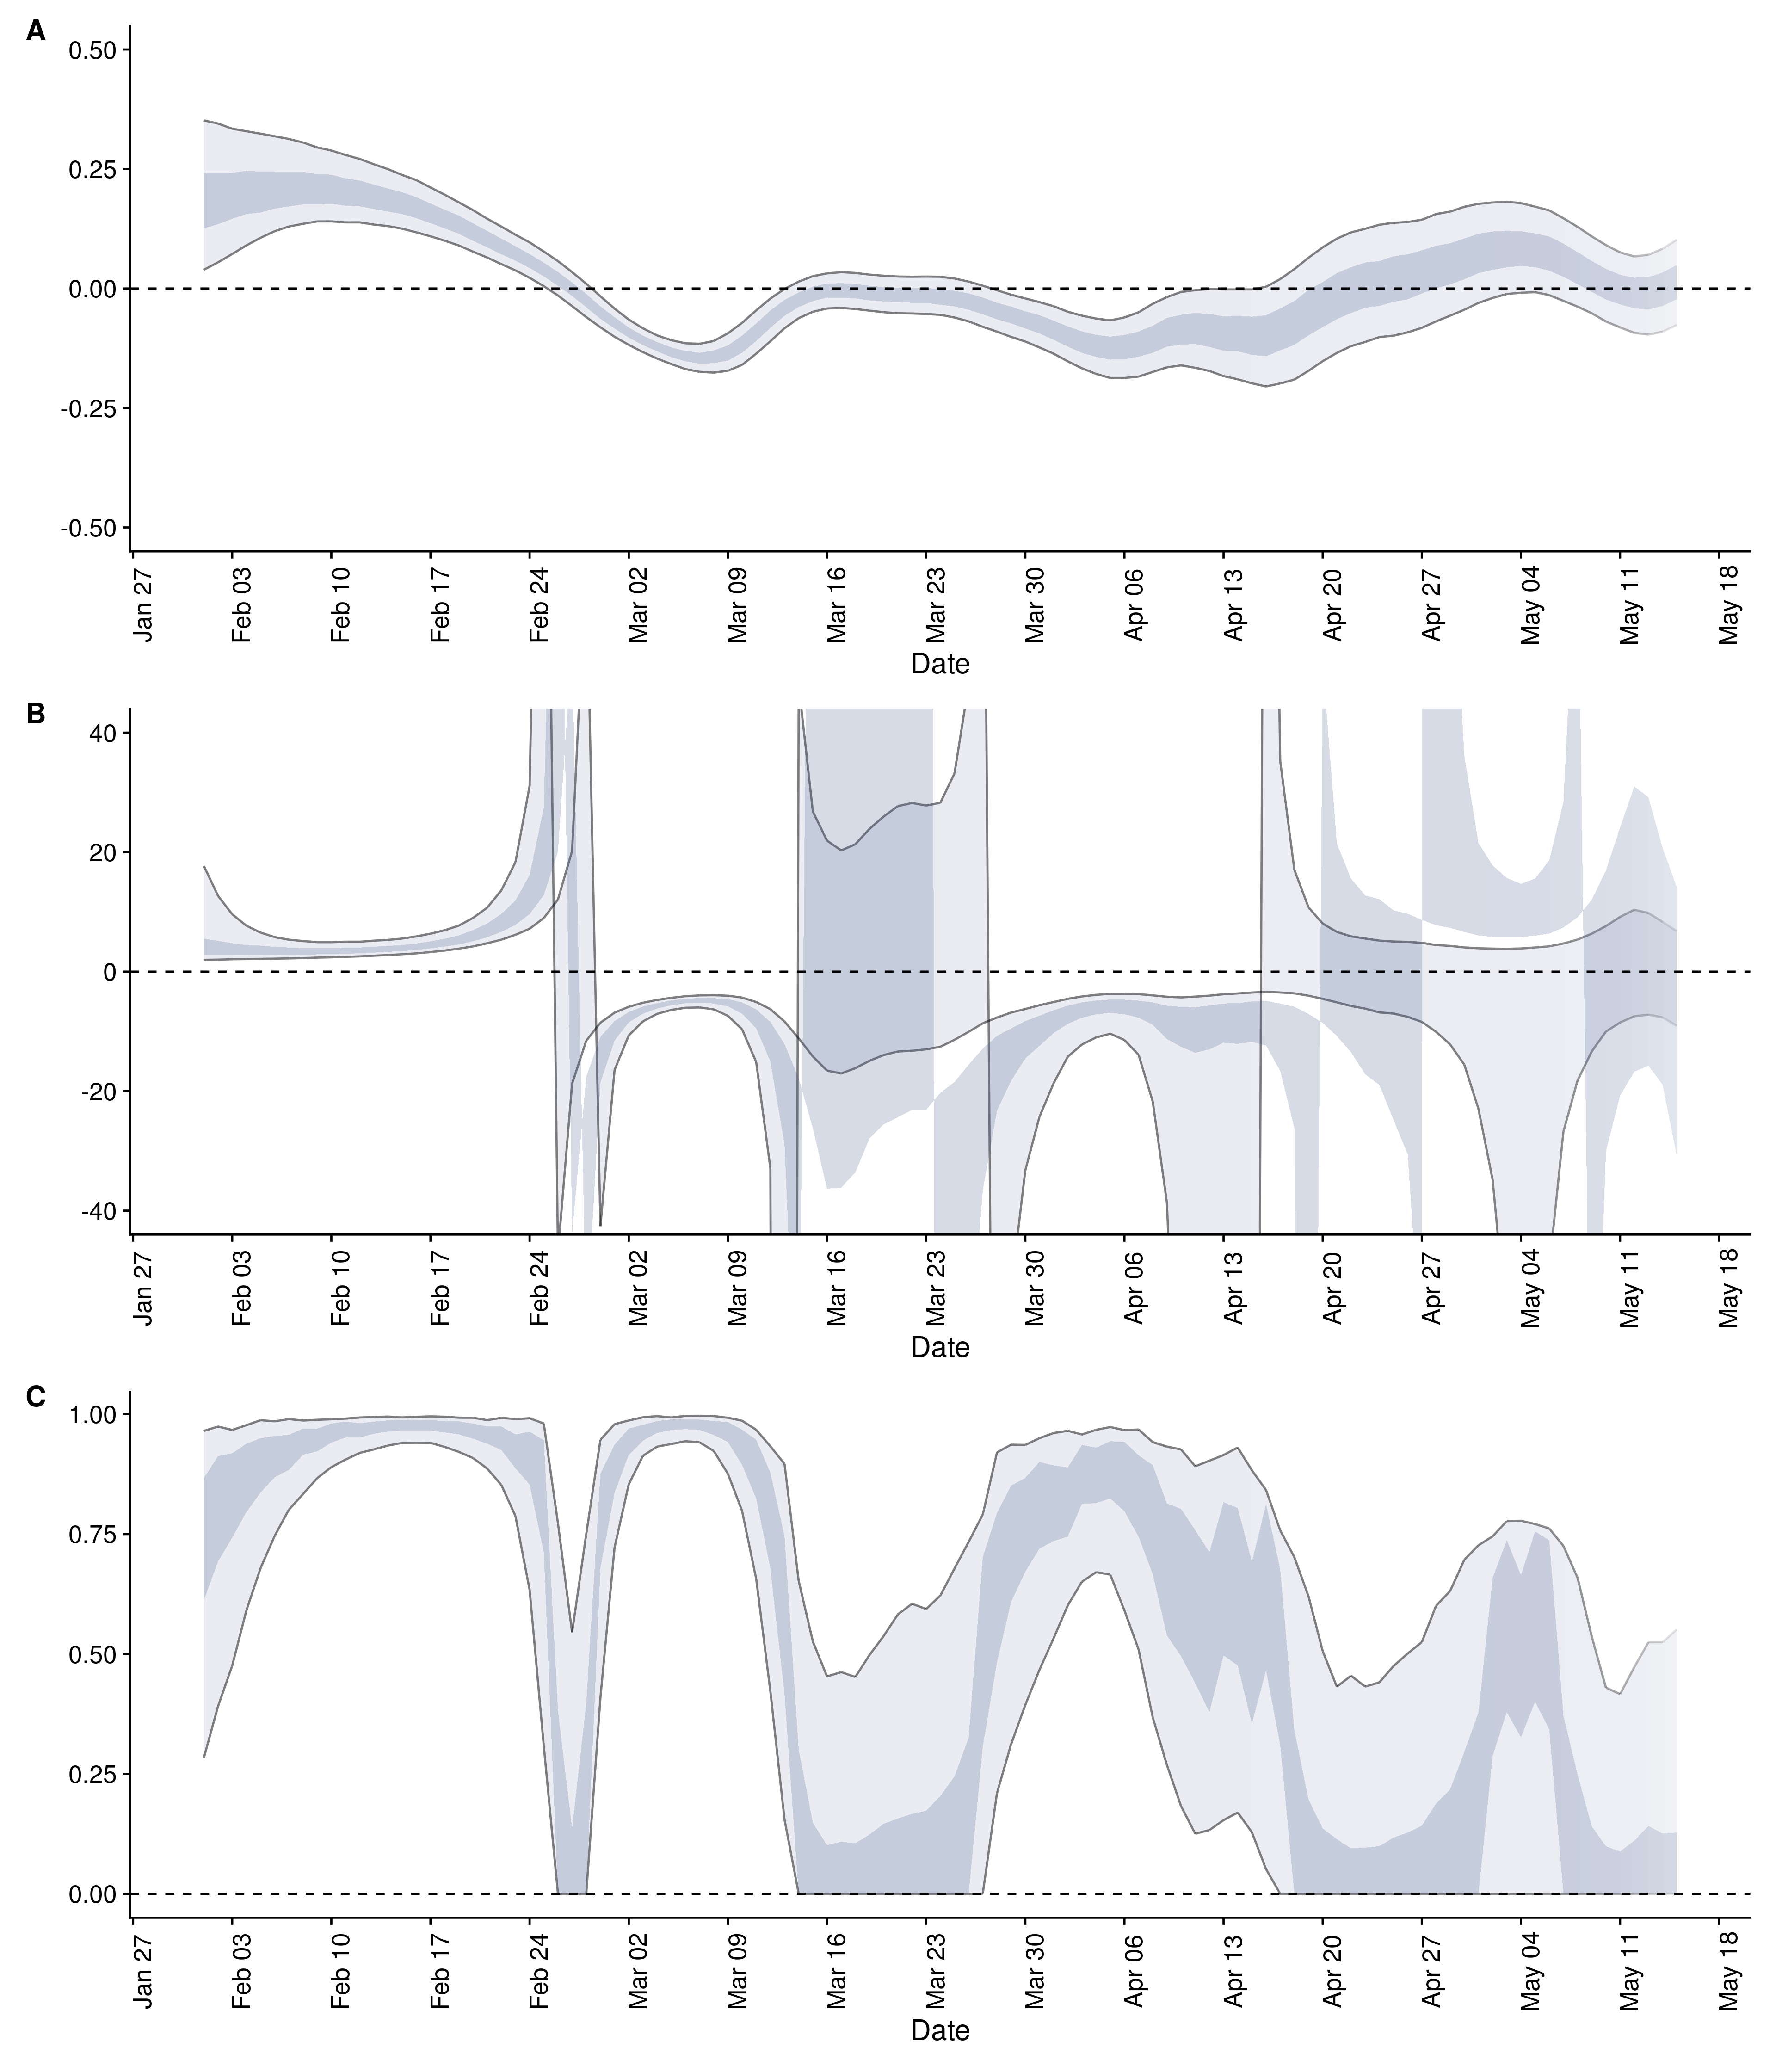 A
0.50
0.25
0.00
-0.25
-0.50
Jan 27
Feb 03
Feb 10
Feb 17
Feb 24
Mar 02
Mar 09
Mar 16
Mar 23
Mar 30
Apr 06
Apr 13
Apr 20
Apr 27
May 04
May 11
May 18
Date
B
40
20
0
-20
-40
Jan 27
Feb 03
Feb 10
Feb 17
Feb 24
Mar 02
Mar 09
Mar 16
Mar 23
Mar 30
Apr 06
Apr 13
Apr 20
Apr 27
May 04
May 11
May 18
Date
C
1.00
0.75
0.50
0.25
0.00
Jan 27
Feb 03
Feb 10
Feb 17
Feb 24
Mar 02
Mar 09
Mar 16
Mar 23
Mar 30
Apr 06
Apr 13
Apr 20
Apr 27
May 04
May 11
May 18
Date